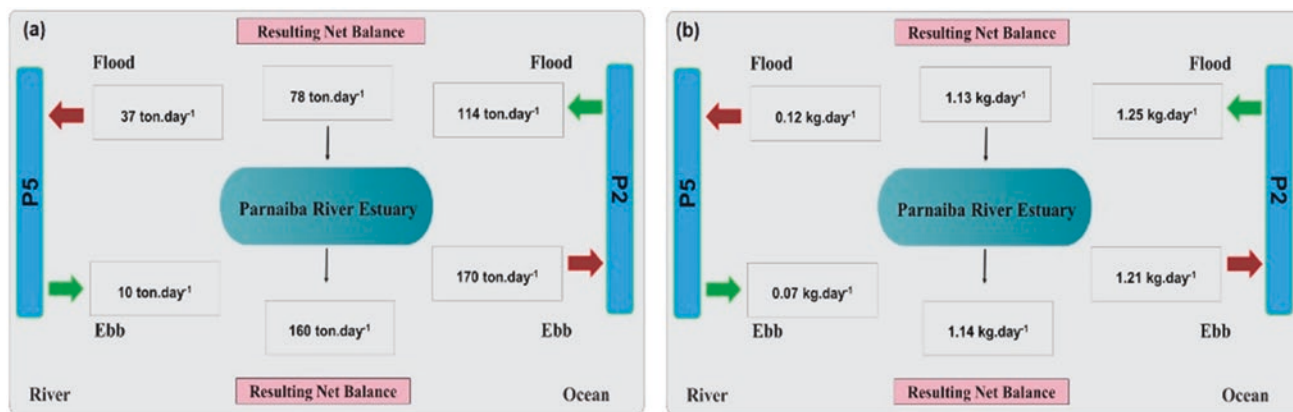 (a)
Resulting Net Balance
Flood
Flood
78 ton.day⁻¹
37 ton.day⁻¹
114 ton.day⁻¹
P5
Parnaiba River Estuary
P2
10 ton.day⁻¹
170 ton.day⁻¹
160 ton.day⁻¹
Ebb
Ebb
River
Resulting Net Balance
Ocean
(b)
Resulting Net Balance
Flood
Flood
1.13 kg.day⁻¹
0.12 kg.day⁻¹
1.25 kg.day⁻¹
P5
Parnaiba River Estuary
P2
0.07 kg.day⁻¹
1.21 kg.day⁻¹
1.14 kg.day⁻¹
Ebb
Ebb
River
Resulting Net Balance
Ocean